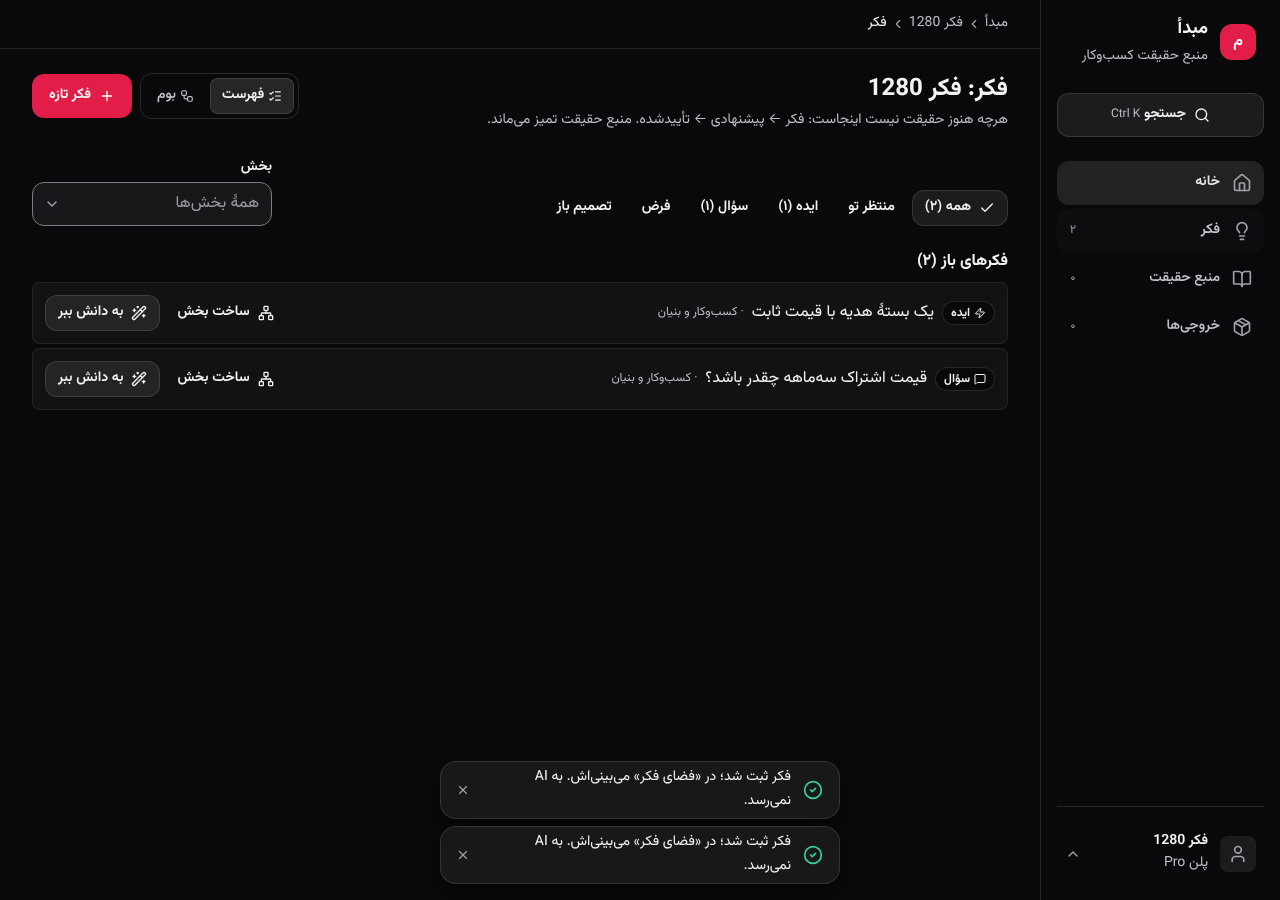 مبدأ
منبع حقیقت کسب‌وکار
جستجو Ctrl K
خانه
فکر ۲
منبع حقیقت ۰
خروجی‌ها ۰
فکر 1280
پلن Pro
مبدأ › فکر 1280 › فکر
فکر: فکر 1280
هرچه هنوز حقیقت نیست اینجاست: فکر ← پیشنهادی ← تأییدشده. منبع حقیقت تمیز می‌ماند.
فهرست
بوم
فکر تازه
بخش
همهٔ بخش‌ها
همه (۲)
منتظر تو
ایده (۱)
سؤال (۱)
فرض
تصمیم باز
فکرهای باز (۲)
ایده یک بستهٔ هدیه با قیمت ثابت · کسب‌وکار و بنیان
ساخت بخش
به دانش ببر
سؤال قیمت اشتراک سه‌ماهه چقدر باشد؟ · کسب‌وکار و بنیان
ساخت بخش
به دانش ببر
فکر ثبت شد؛ در «فضای فکر» می‌بینی‌اش. به AI
نمی‌رسد.
فکر ثبت شد؛ در «فضای فکر» می‌بینی‌اش. به AI
نمی‌رسد.
م